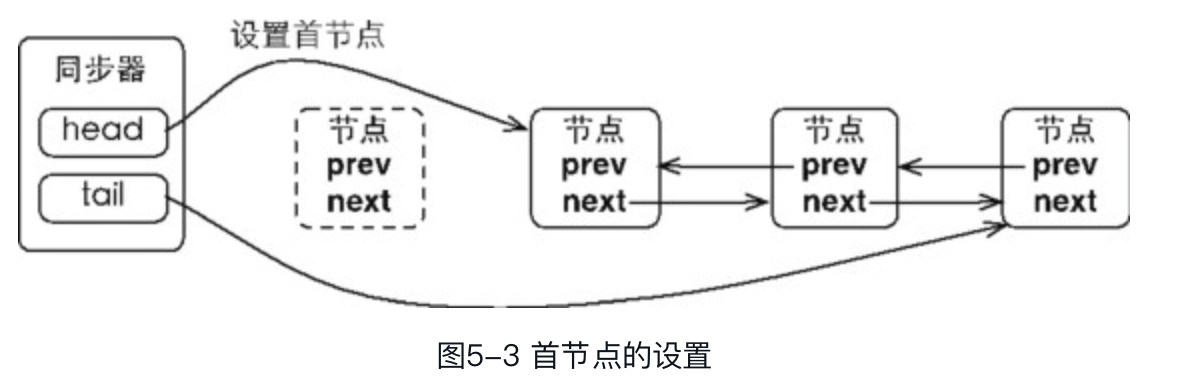 设置首节点
同步器
head
tail
节点
prev
next
节点
prev
next
节点
prev
next
节点
prev
next
图5-3 首节点的设置